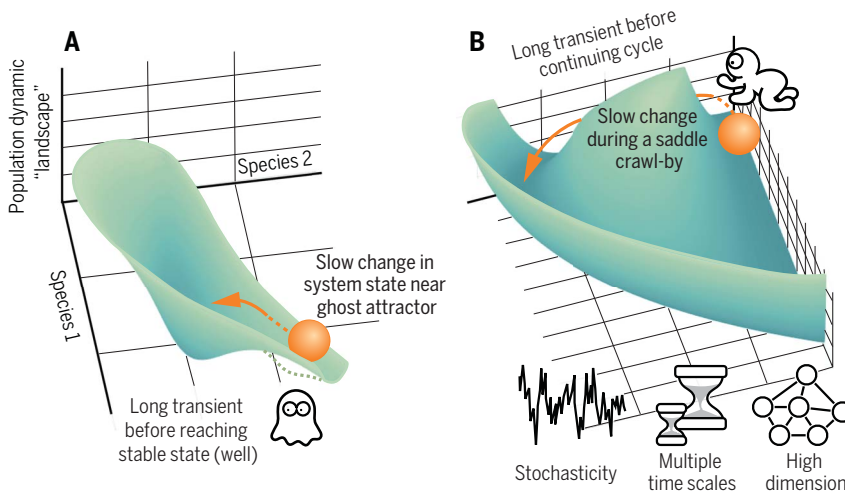 A
Population dynamic
“landscape”
Species 2
Species 1
Slow change in
system state near
ghost attractor
Long transient
before reaching
stable state (well)
B
Long transient before
continuing cycle
Slow change
during a saddle
crawl-by
Stochasticity
Multiple
time scales
High
dimension